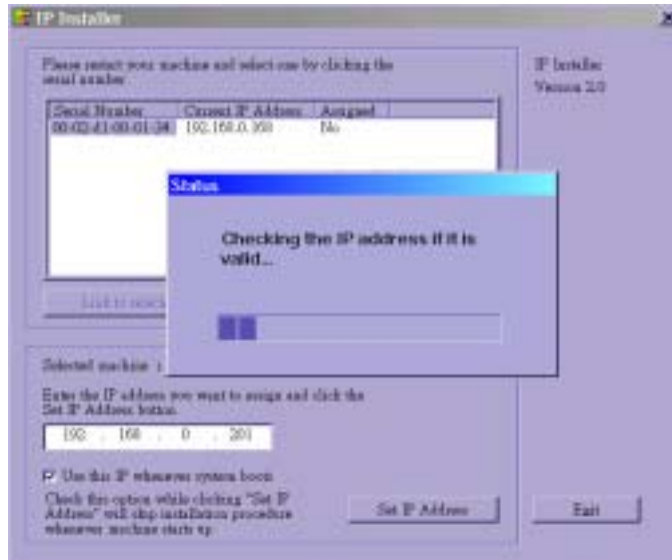 IP Installer
Please restart your machine and select one by clicking the
serial number
IP Installer
Version 2.0
Serial Number Current IP Address Assigned
00-02-d1-00-01-34 192.168.0.168 No
Status
Checking the IP address if it is
valid...
Link to
Selected machine :
Enter the IP address you want to assign and click the
Set IP Address button.
192 . 168 . 0 . 201
Use this IP whenever system boots
Check this option while clicking "Set IP
Address" will skip installation procedure
whenever machine starts up
Set IP Address
Exit